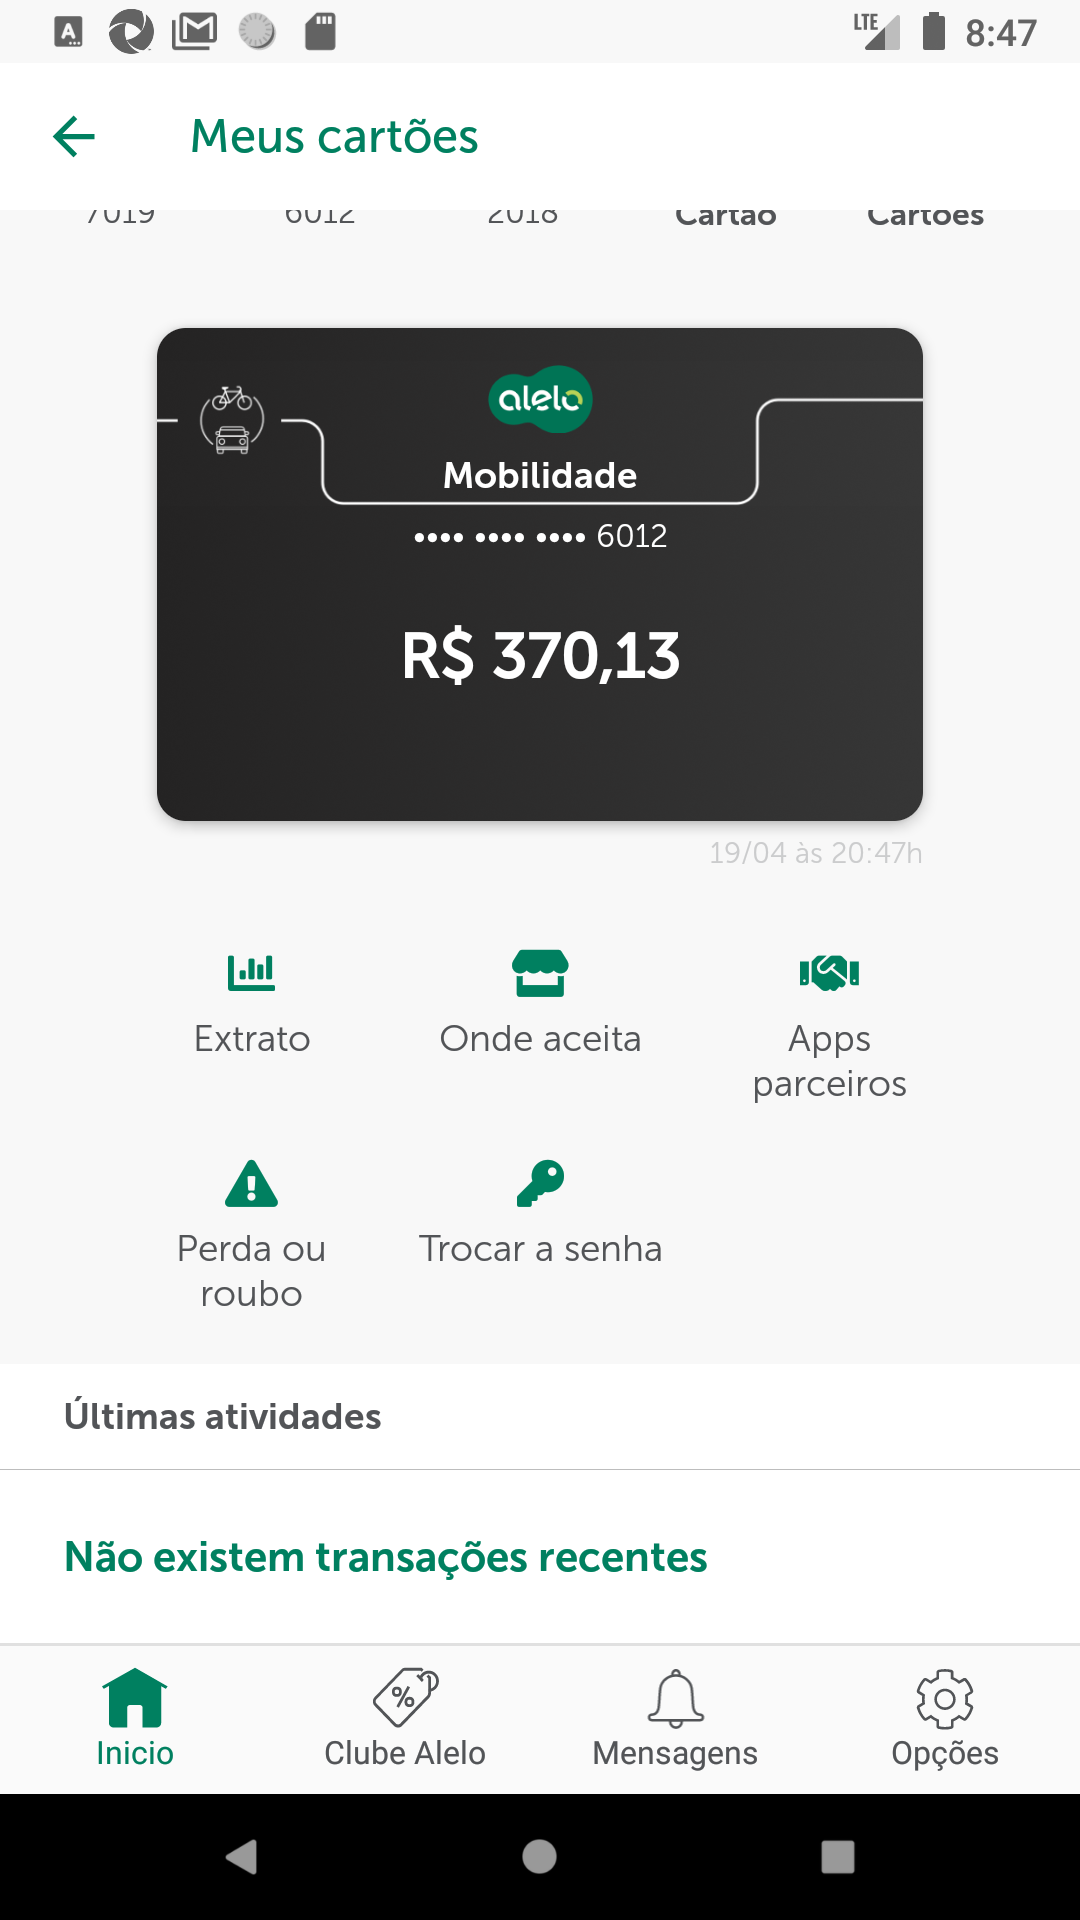 LTE 8:47
Meus cartões
7019 6012 2018 Cartão Cartões
alelo
Mobilidade
•••• •••• •••• 6012
R$ 370,13
19/04 às 20:47h
Extrato Onde aceita Apps
parceiros
Perda ou Trocar a senha
roubo
Últimas atividades
Não existem transações recentes
Inicio Clube Alelo Mensagens Opções